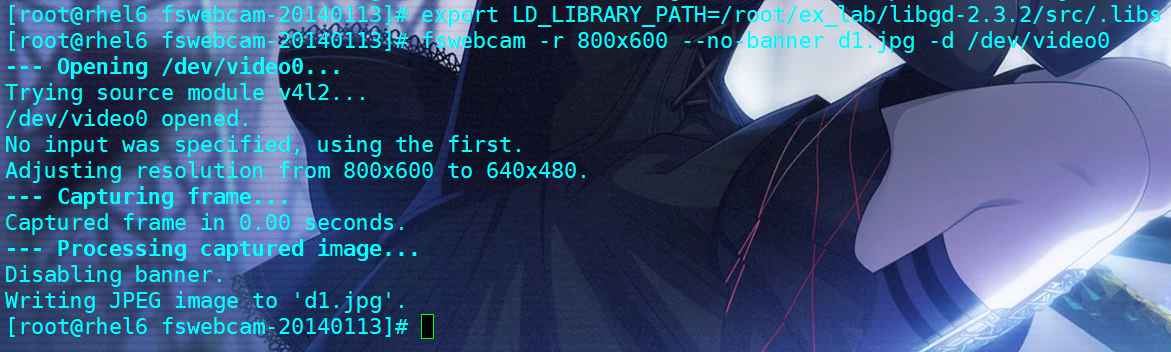 [root@rhel6 fswebcam-20140113]# export LD_LIBRARY_PATH=/root/ex_lab/libgd-2.3.2/src/.libs
[root@rhel6 fswebcam-20140113]# fswebcam -r 800x600 --no-banner d1.jpg -d /dev/video0
--- Opening /dev/video0...
Trying source module v4l2...
/dev/video0 opened.
No input was specified, using the first.
Adjusting resolution from 800x600 to 640x480.
--- Capturing frame...
Captured frame in 0.00 seconds.
--- Processing captured image...
Disabling banner.
Writing JPEG image to 'd1.jpg'.
[root@rhel6 fswebcam-20140113]#